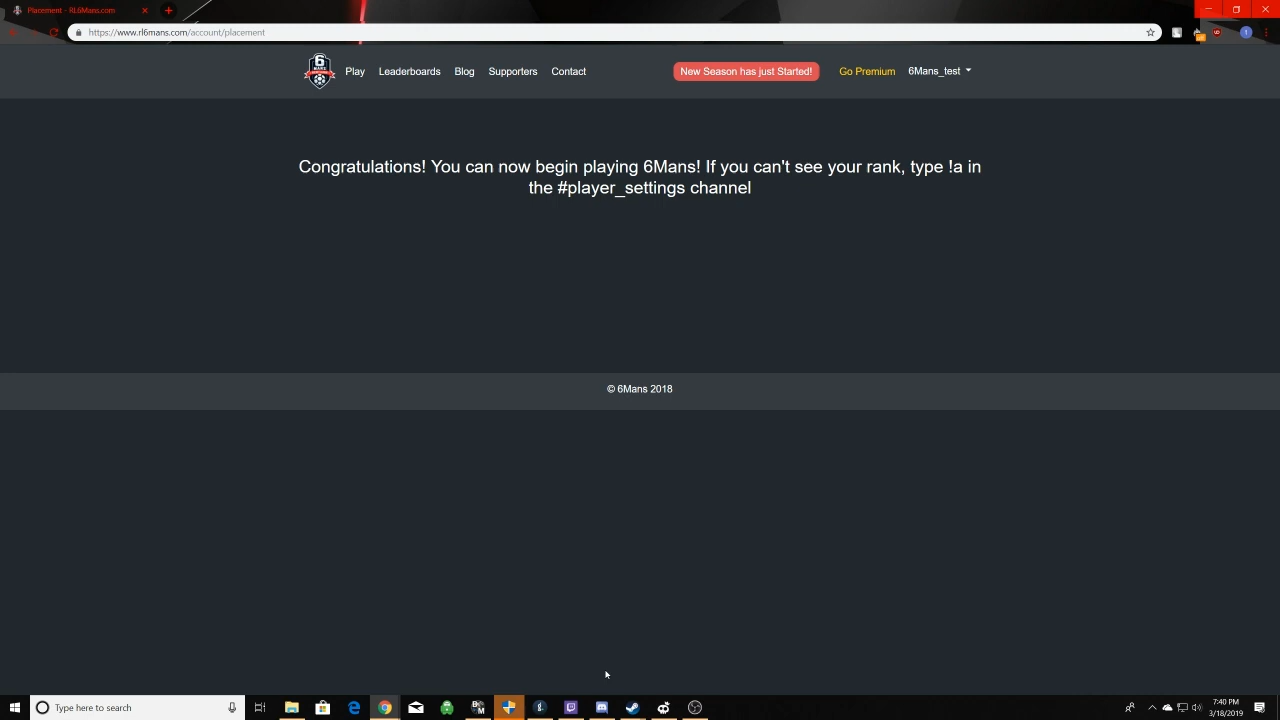 Placement - RL6Mans.com
https://www.rl6mans.com/account/placement
6
MANS
Play
Leaderboards
Blog
Supporters
Contact
New Season has just Started!
Go Premium
6Mans_test
Congratulations! You can now begin playing 6Mans! If you can't see your rank, type !a in
the #player_settings channel
© 6Mans 2018
Type here to search
7:40 PM
3/18/2019